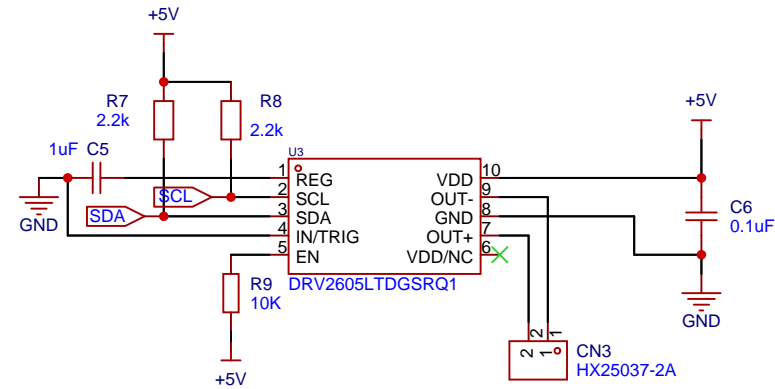 +5V
R7
2.2k
R8
2.2k
+5V
1uF C5
U3
1 REG
2 SCL
3 SDA
4 IN/TRIG
5 EN
VDD 10
OUT- 9
GND 8
OUT+ 7
VDD/NC 6
SCL
SDA
GND
C6
0.1uF
R9
10K
DRV2605LTDGSRQ1
GND
+5V
2 1
2 1
CN3
HX25037-2A